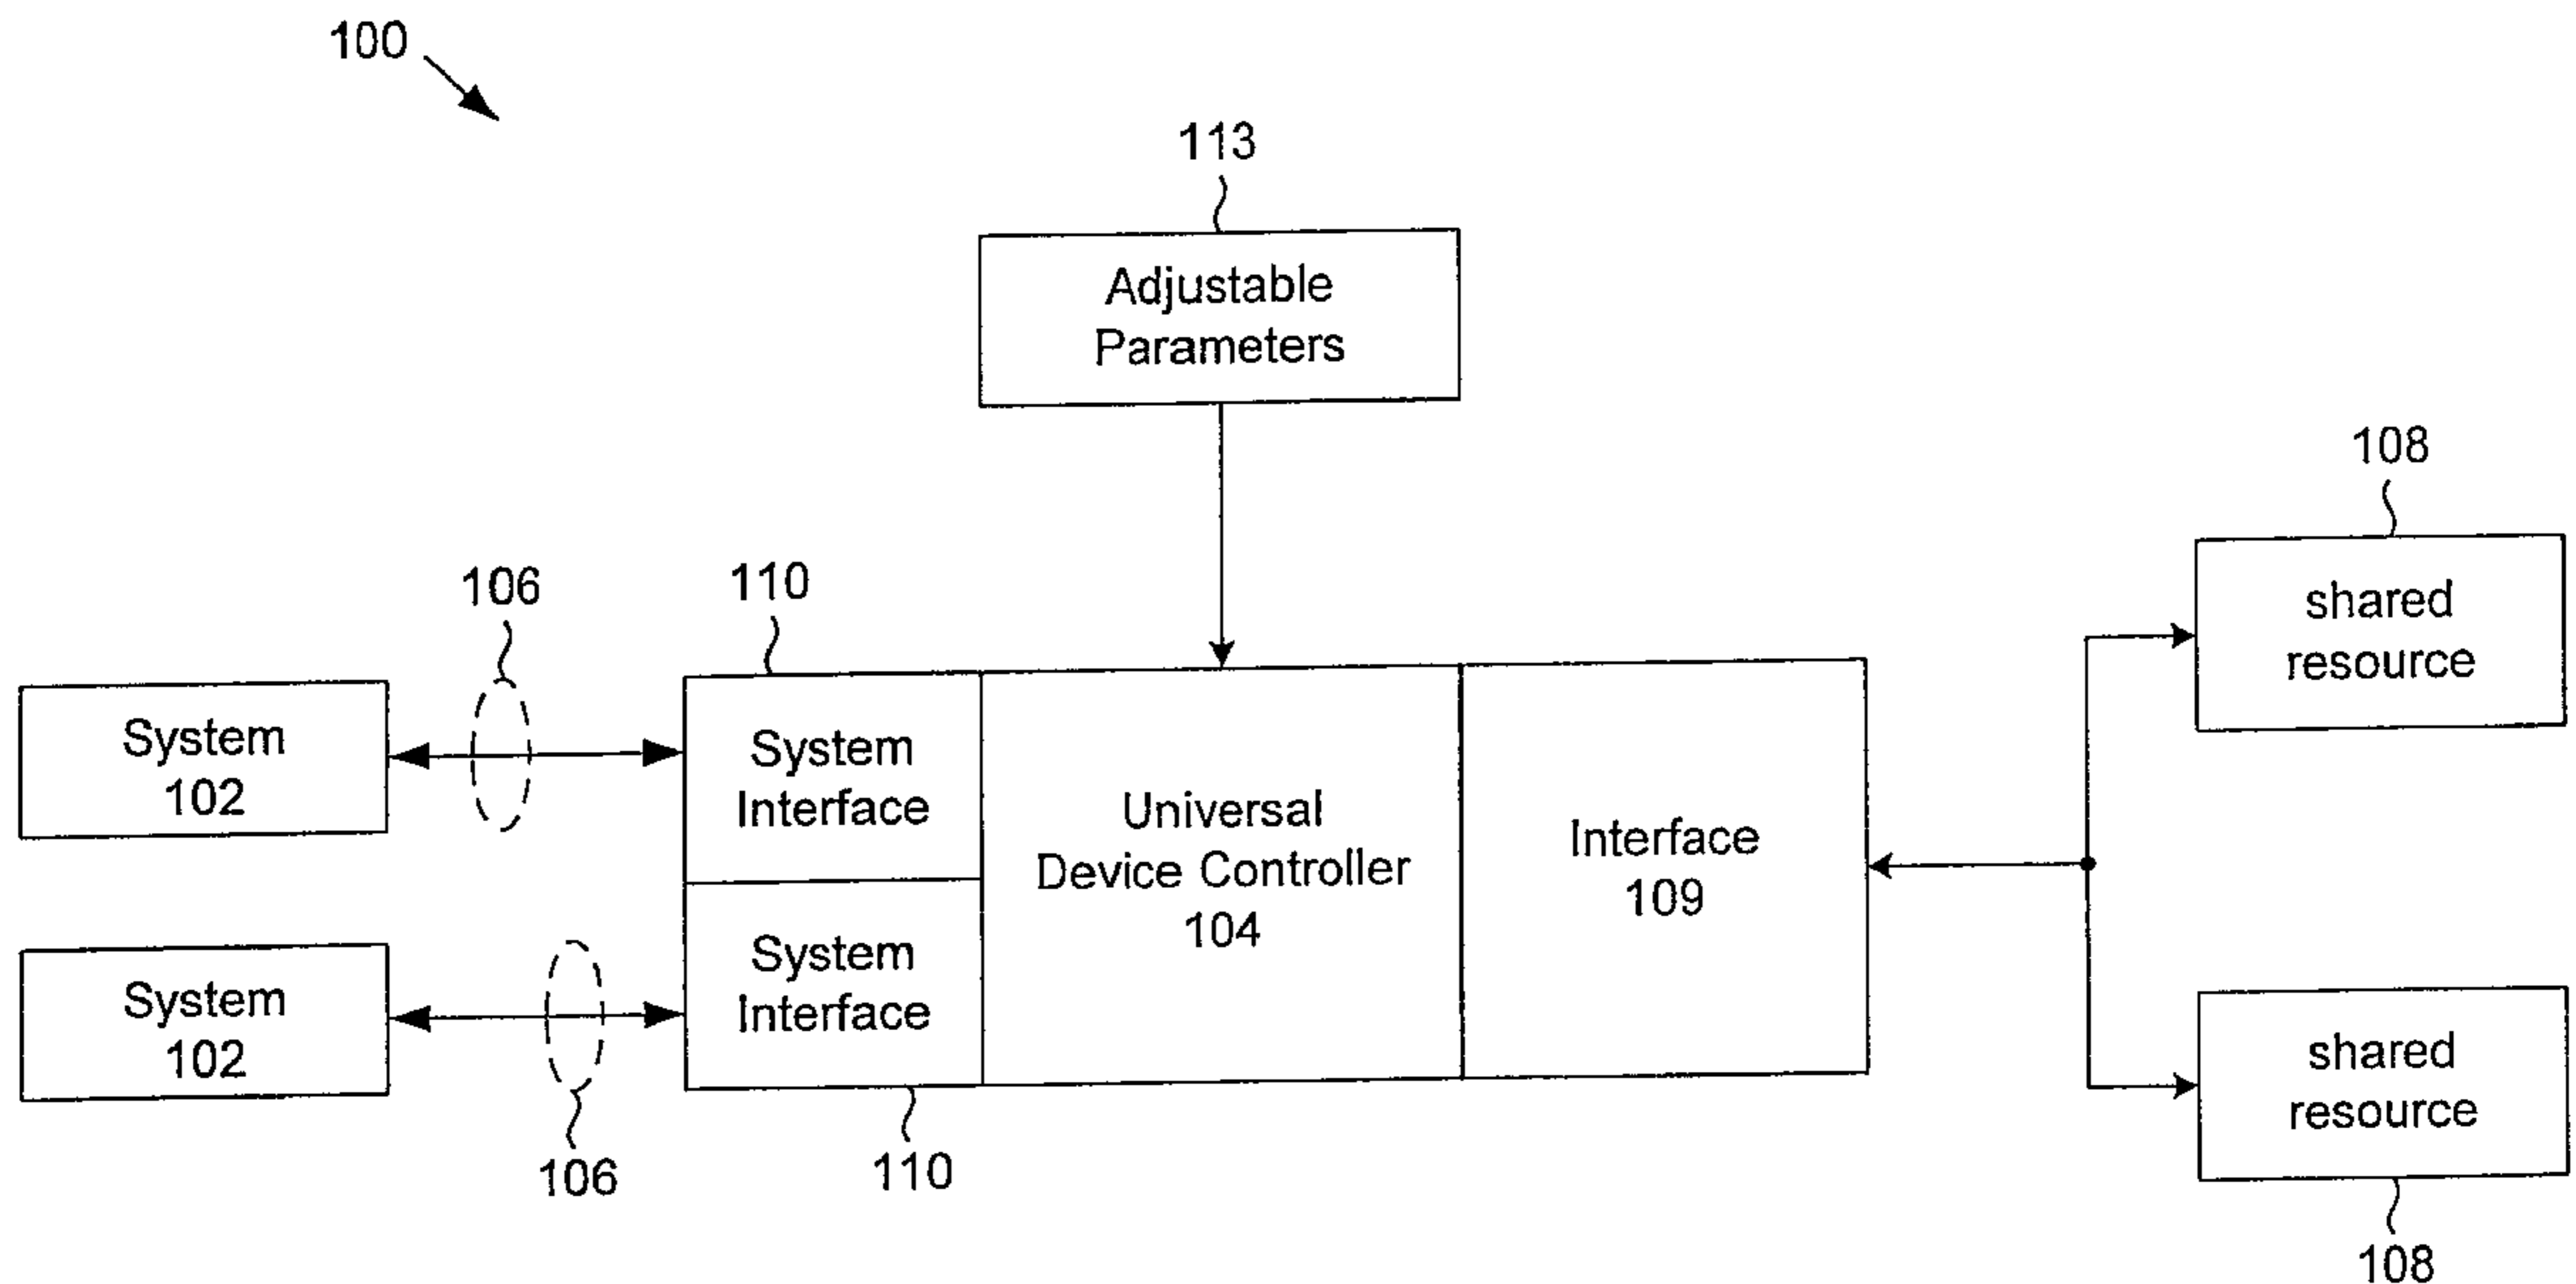 100
113
Adjustable
Parameters
108
shared
resource
106
110
System
102
System
Interface
Universal
Device Controller
104
Interface
109
System
102
System
Interface
shared
resource
106
110
108